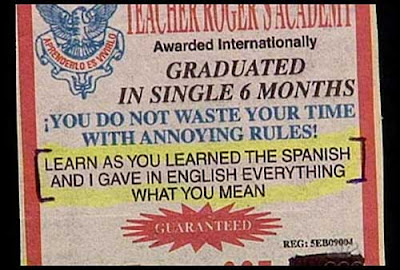 TEACHER ROGER'S ACADEMY
APRENDERLO ES VIVIRLO
Awarded Internationally
GRADUATED
IN SINGLE 6 MONTHS
¡YOU DO NOT WASTE YOUR TIME
WITH ANNOYING RULES!
LEARN AS YOU LEARNED THE SPANISH
AND I GAVE IN ENGLISH EVERYTHING
WHAT YOU MEAN
GUARANTEED
REG: 5EB09004